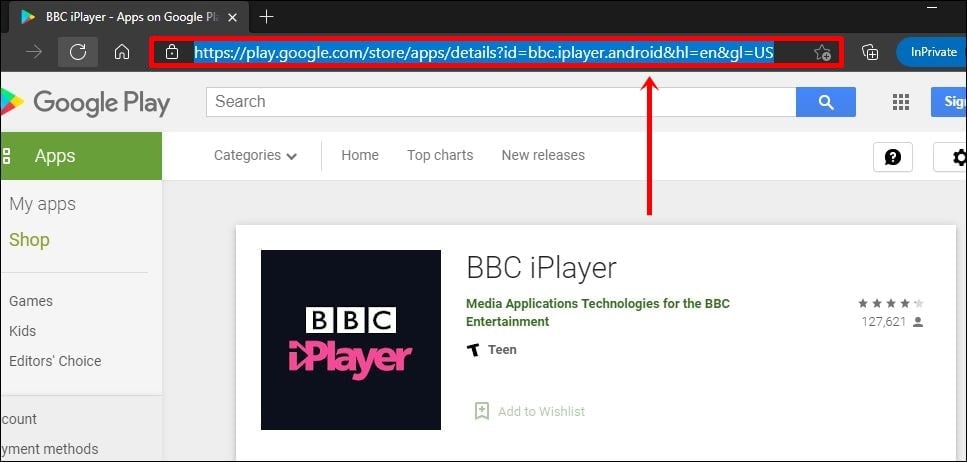 BBC iPlayer - Apps on Google Pl
https://play.google.com/store/apps/details?id=bbc.iplayer.android&hl=en&gl=US
InPrivate
Google Play
Search
Sig
Apps
Categories
Home
Top charts
New releases
My apps
Shop
Games
Kids
Editors' Choice
count
yment methods
BBC
iPlayer
BBC iPlayer
Media Applications Technologies for the BBC
Entertainment
127,621
T Teen
Add to Wishlist